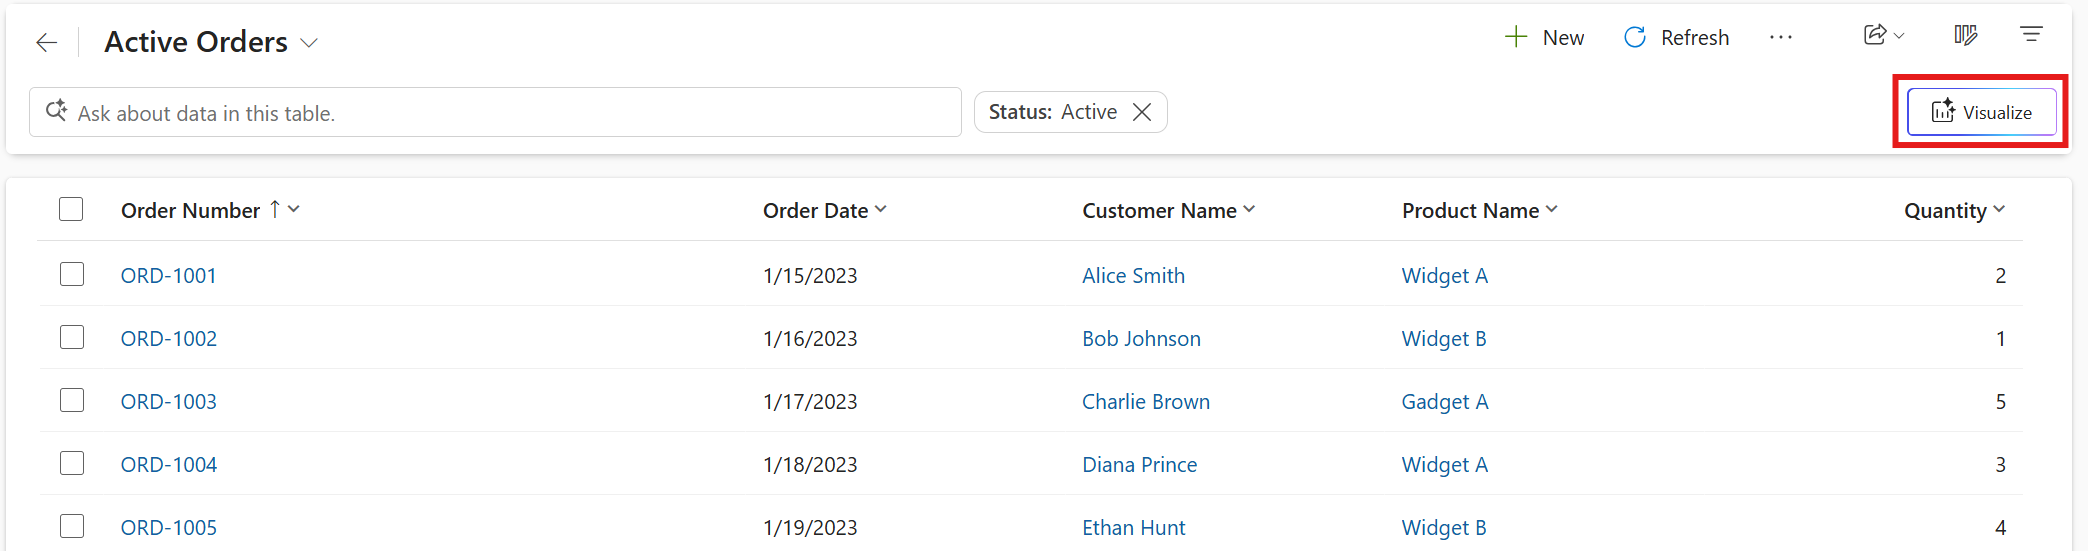 Active Orders
New
Refresh
Ask about data in this table.
Status: Active
Visualize
Order Number Order Date Customer Name Product Name Quantity
ORD-1001 1/15/2023 Alice Smith Widget A 2
ORD-1002 1/16/2023 Bob Johnson Widget B 1
ORD-1003 1/17/2023 Charlie Brown Gadget A 5
ORD-1004 1/18/2023 Diana Prince Widget A 3
ORD-1005 1/19/2023 Ethan Hunt Widget B 4